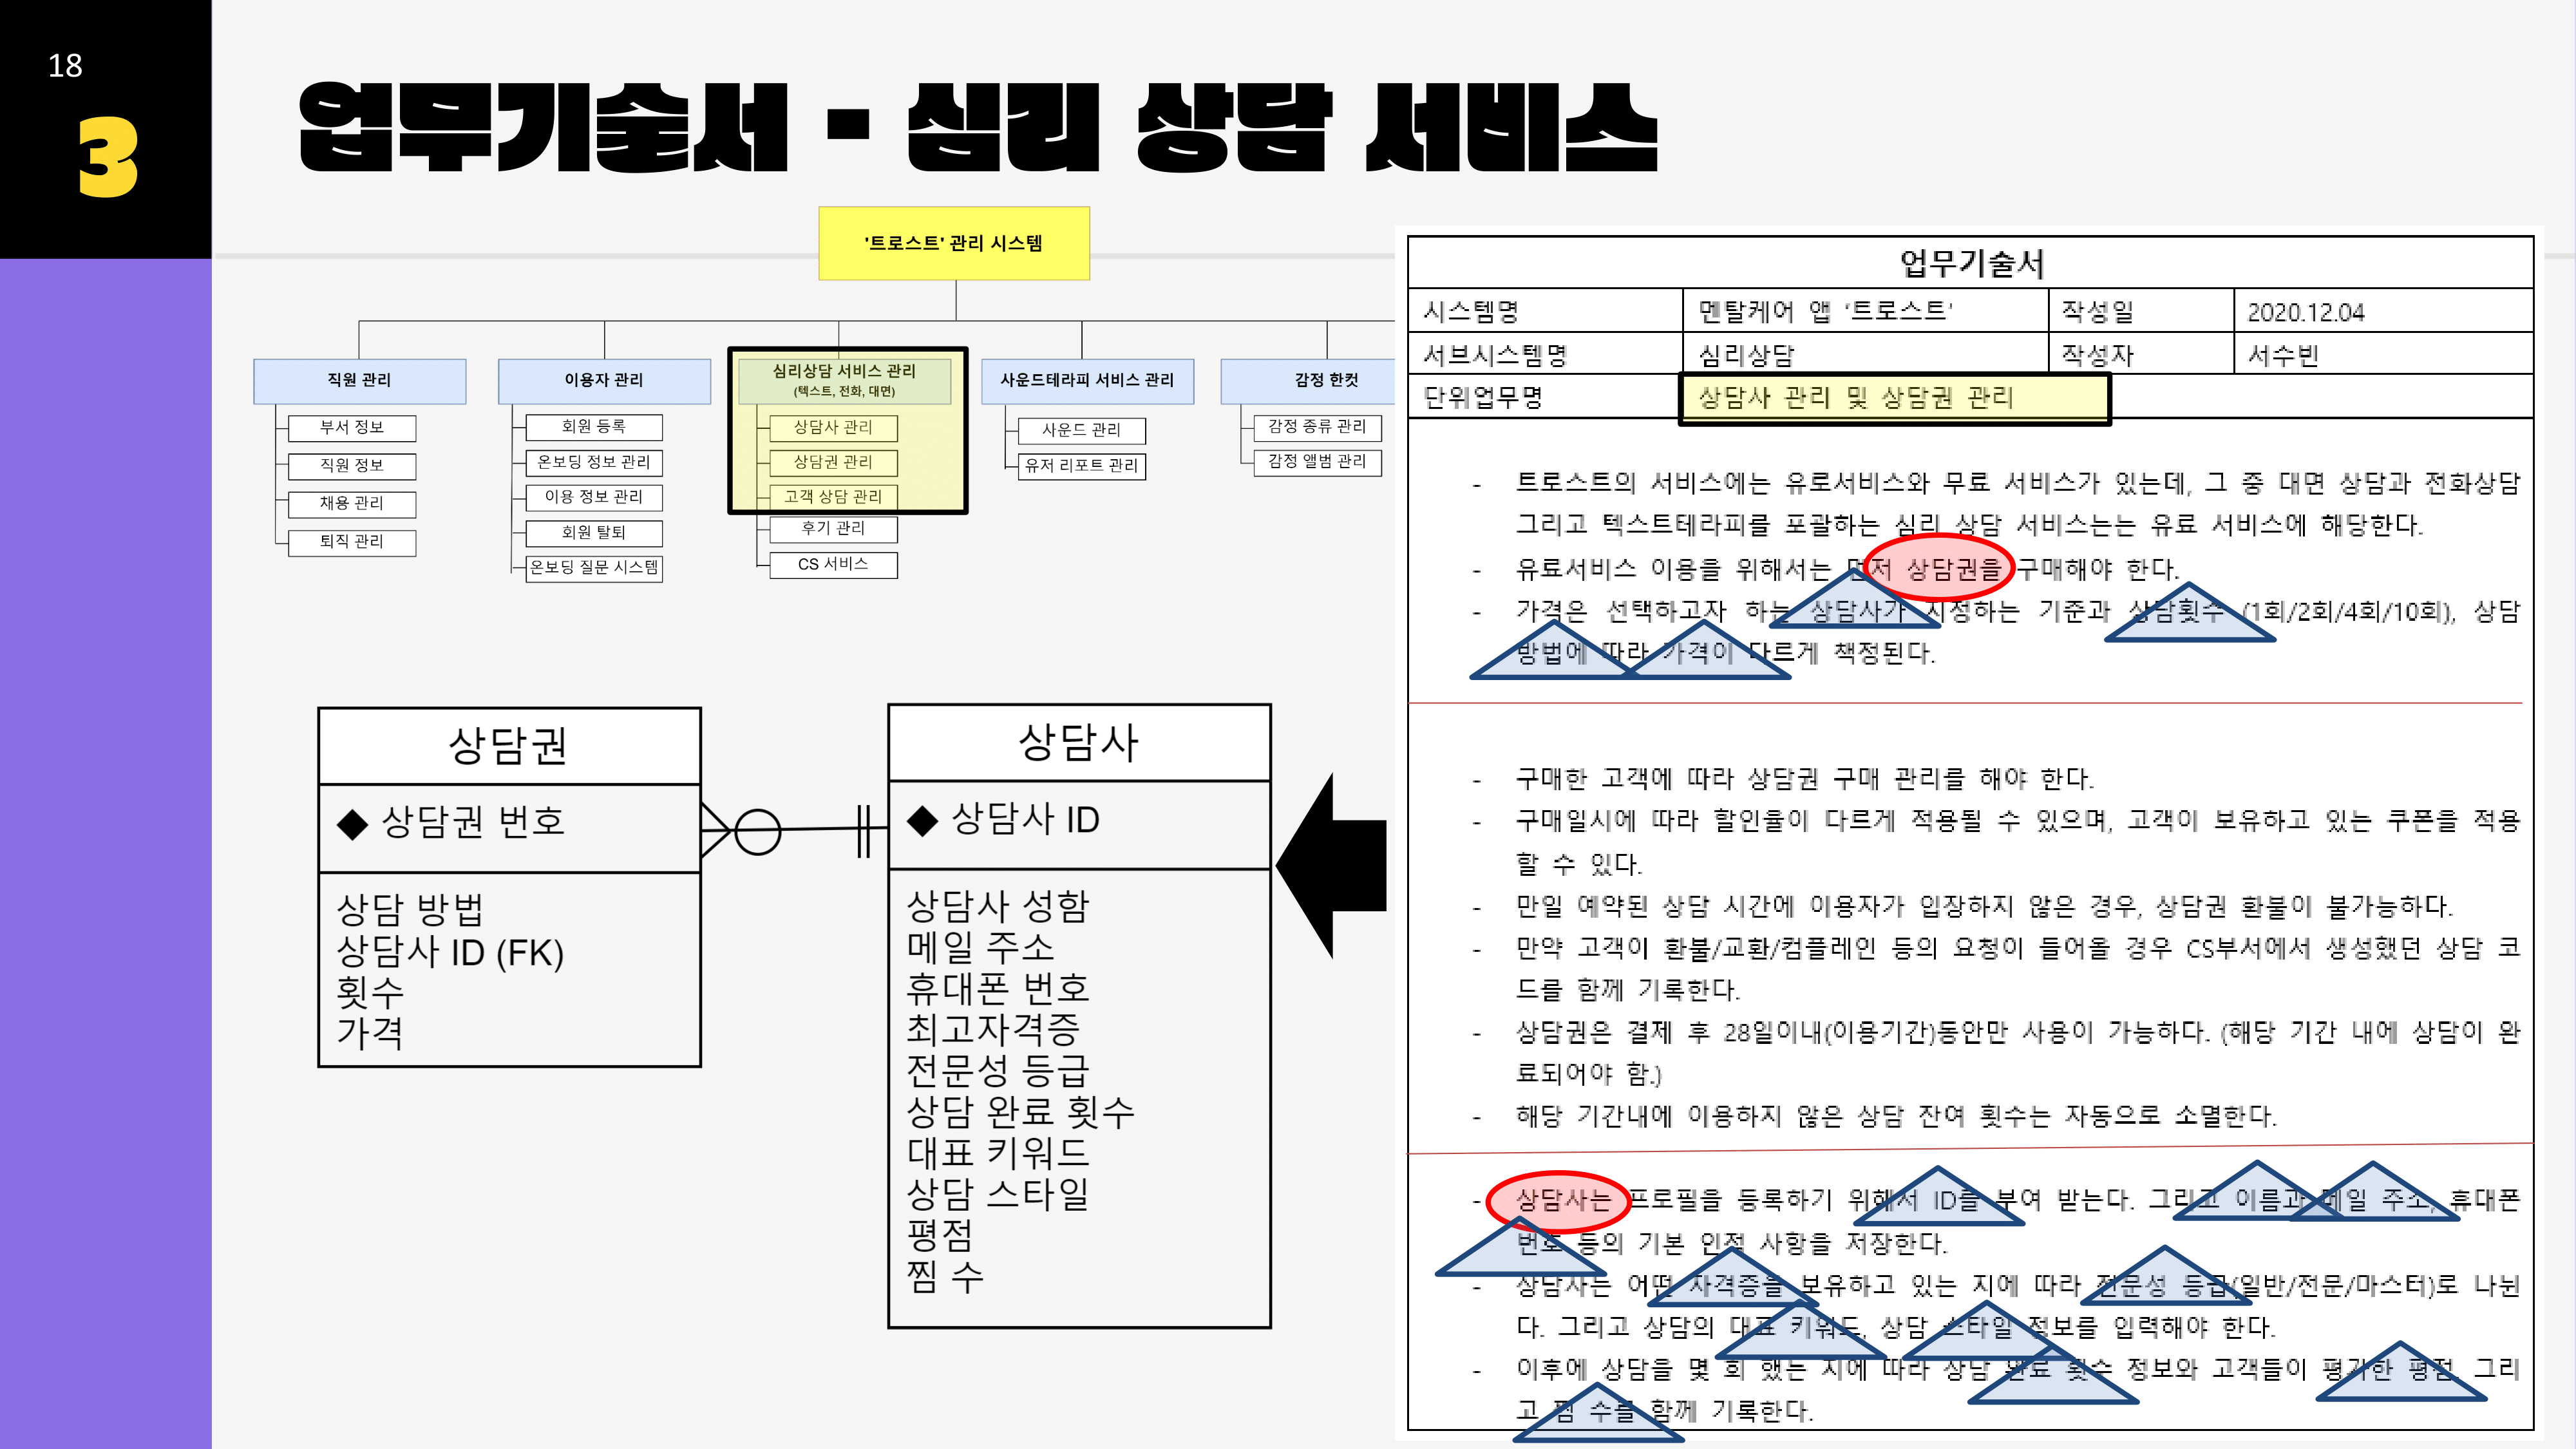 18
3
업무기술서 - 심리 상담 서비스
'트로스트' 관리 시스템
직원 관리
부서 정보
직원 정보
채용 관리
퇴직 관리
이용자 관리
회원 등록
온보딩 정보 관리
이용 정보 관리
회원 탈퇴
온보딩 질문 시스템
심리상담 서비스 관리
(텍스트, 전화, 대면)
상담사 관리
상담권 관리
고객 상담 관리
후기 관리
CS 서비스
사운드테라피 서비스 관리
사운드 관리
유저 리포트 관리
감정 한컷
감정 종류 관리
감정 앨범 관리
상담권
◆ 상담권 번호
상담 방법
상담사 ID (FK)
횟수
가격
상담사
◆ 상담사 ID
상담사 성함
메일 주소
휴대폰 번호
최고자격증
전문성 등급
상담 완료 횟수
대표 키워드
상담 스타일
평점
찜 수
업무기술서
시스템명 멘탈케어 앱 '트로스트' 작성일 2020.12.04
서브시스템명 심리상담 작성자 서수빈
단위업무명 상담사 관리 및 상담권 관리
- 트로스트의 서비스에는 유로서비스와 무료 서비스가 있는데, 그 중 대면 상담과 전화상담
그리고 텍스트테라피를 포괄하는 심리 상담 서비스는는 유료 서비스에 해당한다.
- 유료서비스 이용을 위해서는 먼저 상담권을 구매해야 한다.
- 가격은 선택하고자 하는 상담사가 지정하는 기준과 상담횟수 (1회/2회/4회/10회), 상담
방법에 따라 가격이 다르게 책정된다.
- 구매한 고객에 따라 상담권 구매 관리를 해야 한다.
- 구매일시에 따라 할인율이 다르게 적용될 수 있으며, 고객이 보유하고 있는 쿠폰을 적용
할 수 있다.
- 만일 예약된 상담 시간에 이용자가 입장하지 않은 경우, 상담권 환불이 불가능하다.
- 만약 고객이 환불/교환/컴플레인 등의 요청이 들어올 경우 CS부서에서 생성했던 상담 코
드를 함께 기록한다.
- 상담권은 결제 후 28일이내(이용기간)동안만 사용이 가능하다. (해당 기간 내에 상담이 완
료되어야 함.)
- 해당 기간내에 이용하지 않은 상담 잔여 횟수는 자동으로 소멸한다.
- 상담사는 프로필을 등록하기 위해서 ID를 부여 받는다. 그리고 이름과 메일 주소, 휴대폰
번호 등의 기본 인적 사항을 저장한다.
- 상담사는 어떤 자격증을 보유하고 있는 지에 따라 전문성 등급(일반/전문/마스터)로 나뉜
다. 그리고 상담의 대표 키워드, 상담 스타일 정보를 입력해야 한다.
- 이후에 상담을 몇 회 했는 지에 따라 상담 완료 횟수 정보와 고객들이 평가한 평점, 그리
고 찜 수를 함께 기록한다.